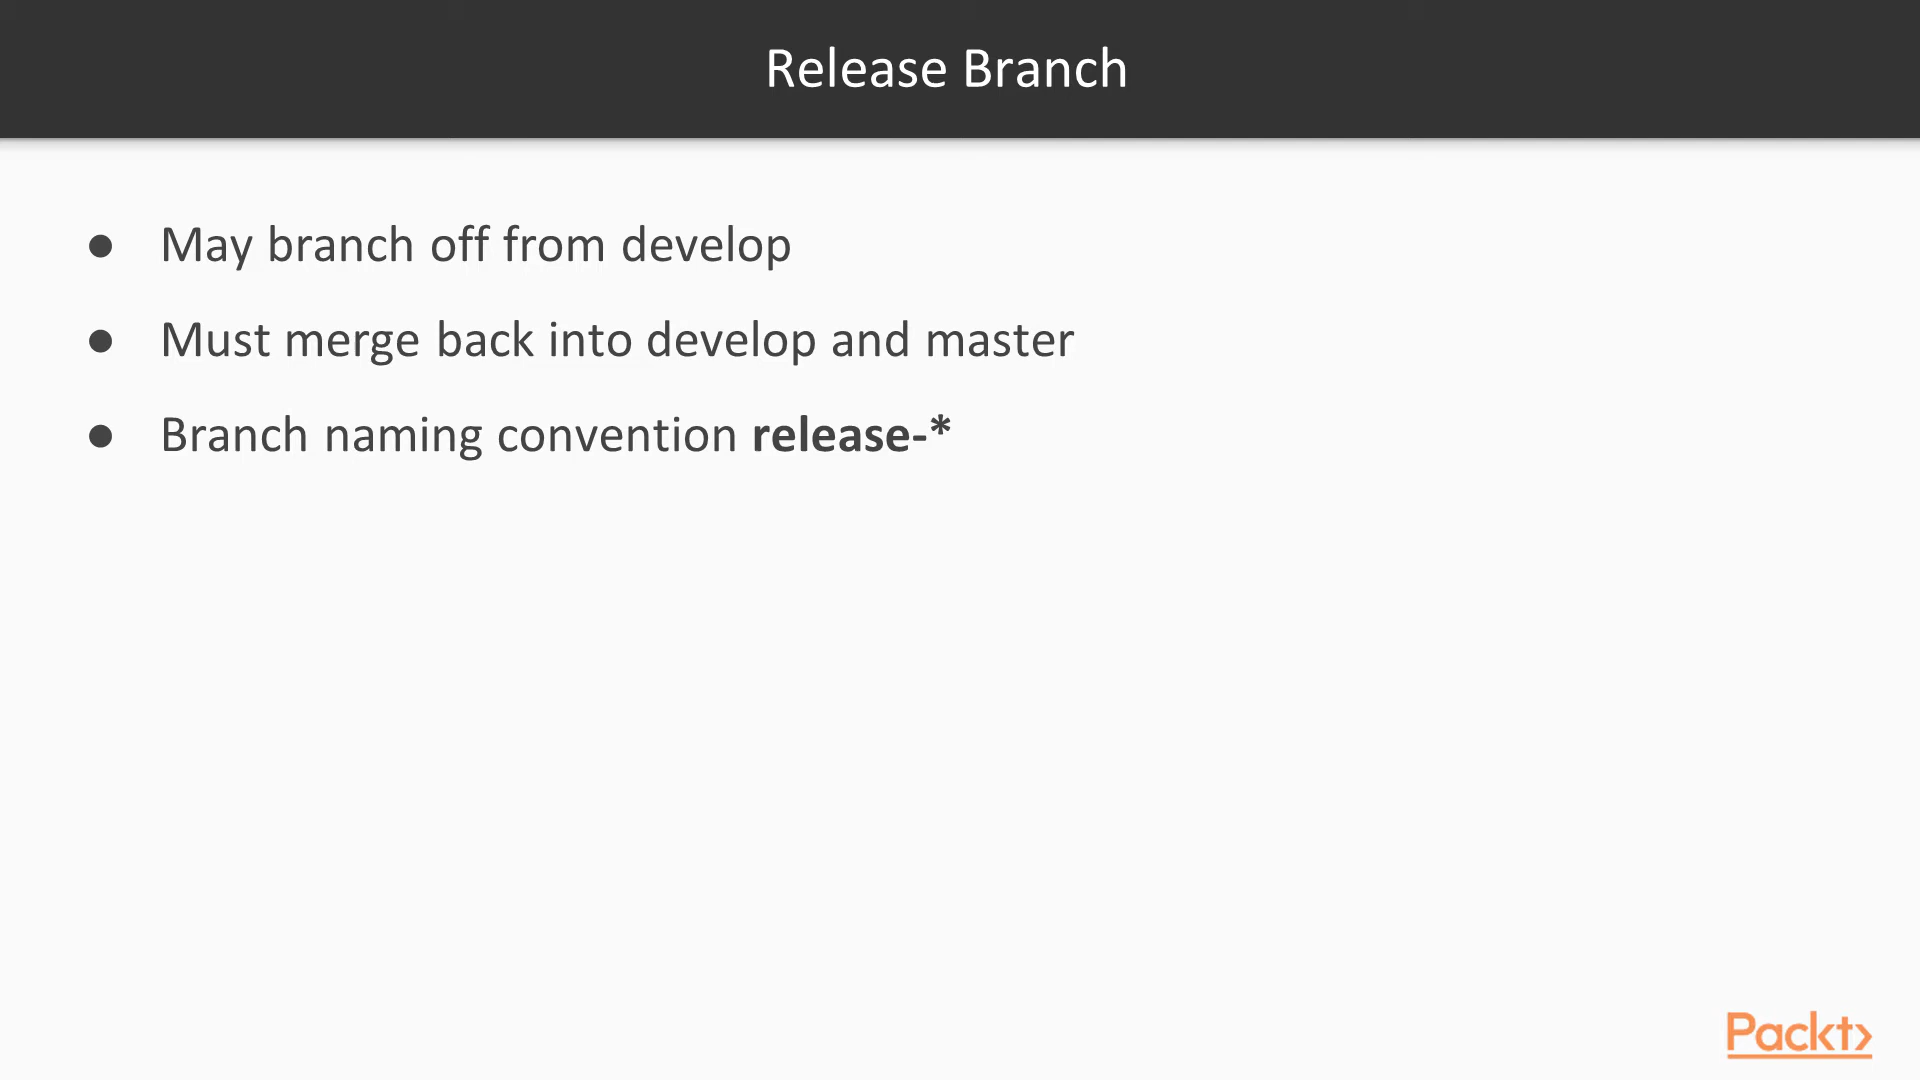 Release Branch
● May branch off from develop
● Must merge back into develop and master
● Branch naming convention release-*
Packt>